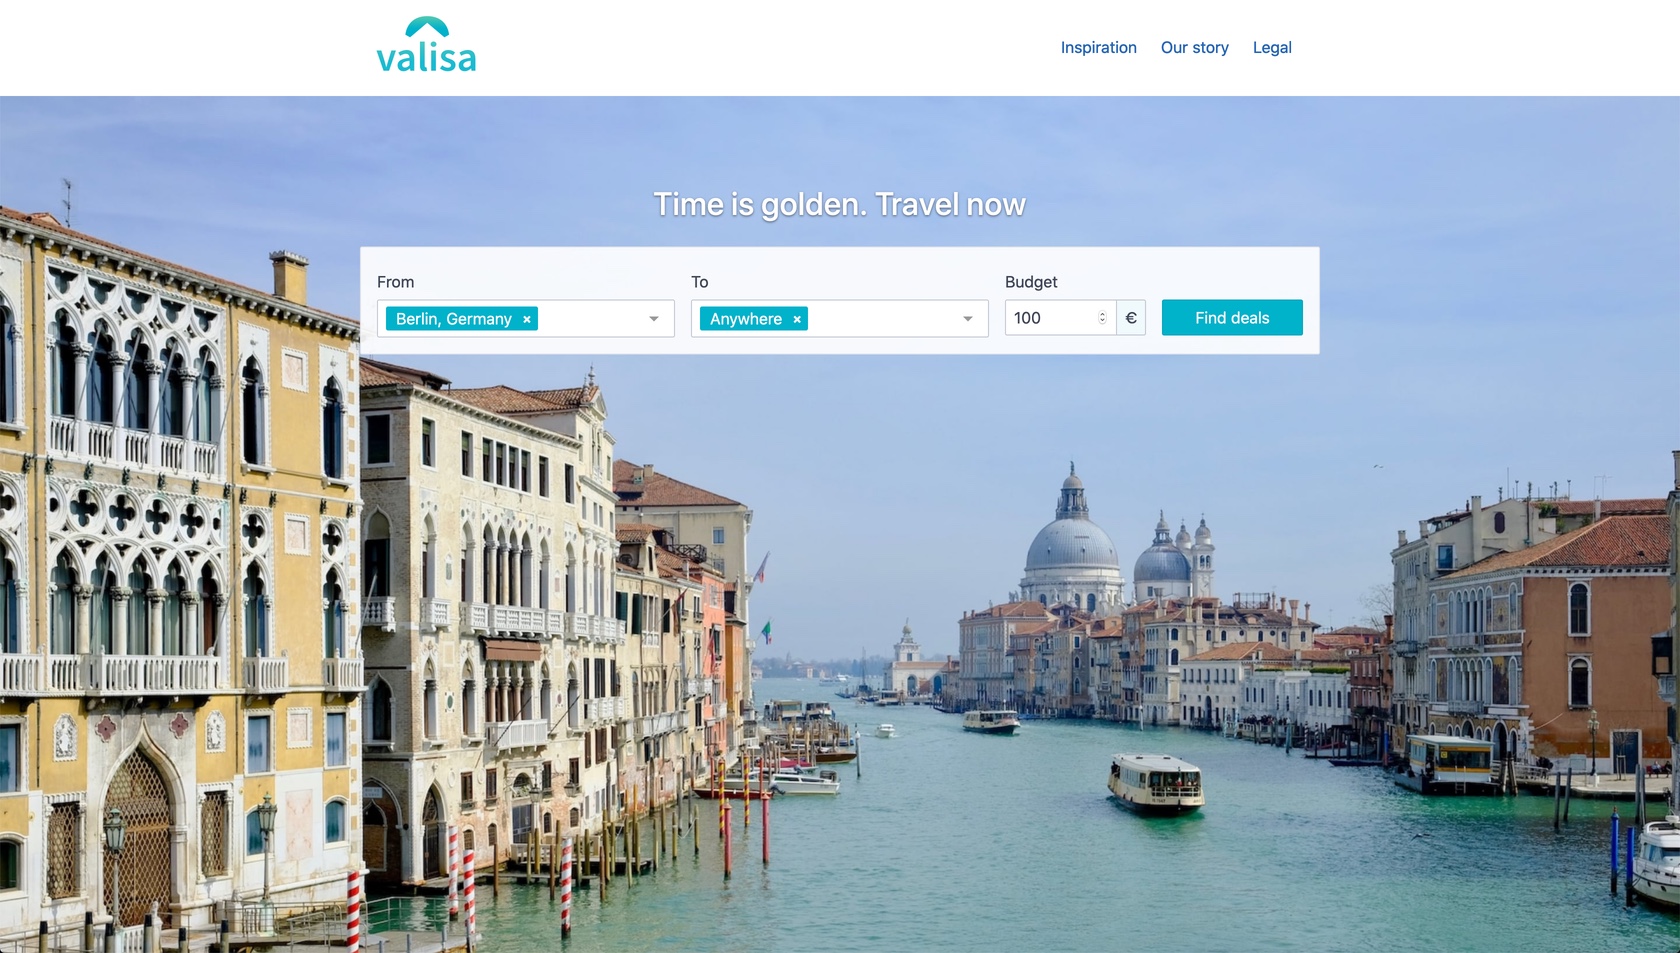 valisa
Inspiration Our story Legal
Time is golden. Travel now
From To Budget
Berlin, Germany × Anywhere × 100 € Find deals